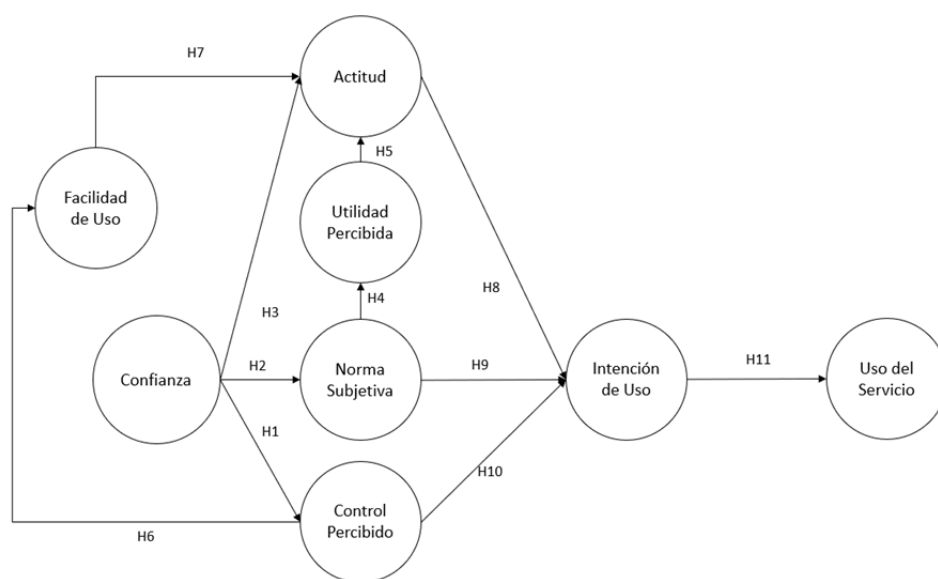 H7
Actitud
H5
Facilidad
de Uso
Utilidad
Percibida
H4
H8
H3
Confianza
H2
Norma
Subjetiva
H9
Intención
de Uso
H11
Uso del
Servicio
H1
H10
Control
Percibido
H6